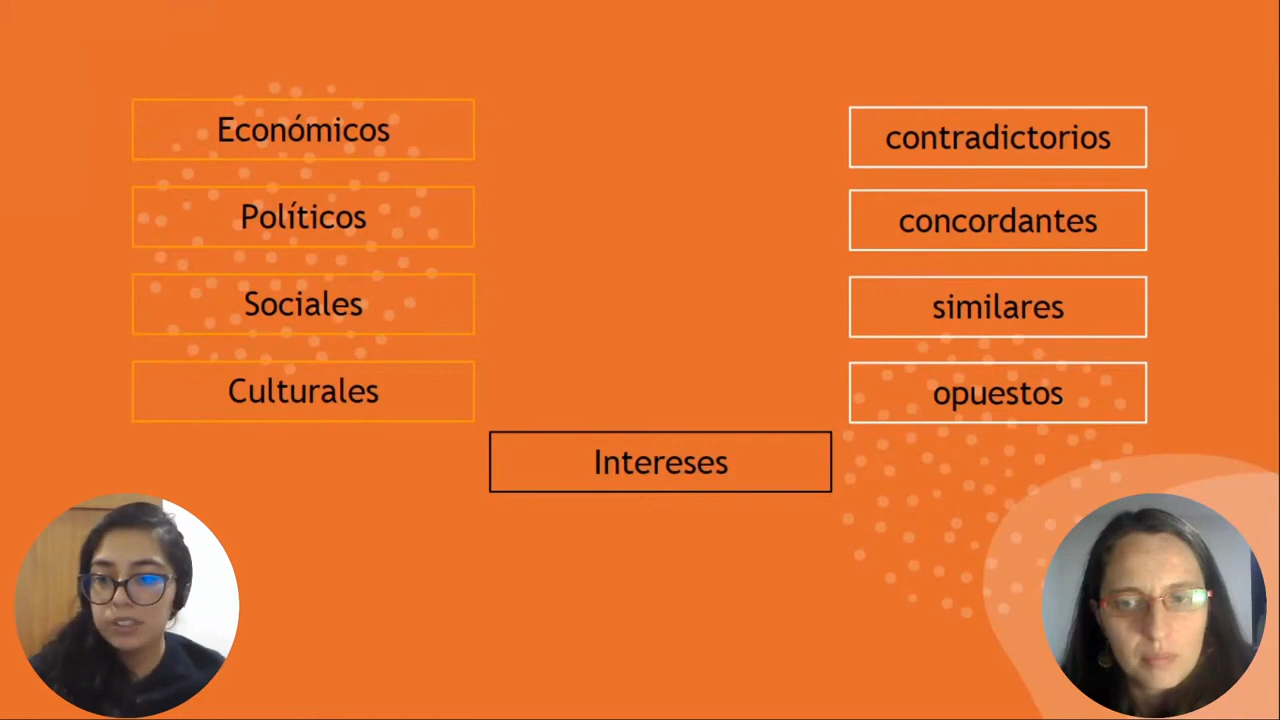 Económicos
Políticos
Sociales
Culturales
Intereses
contradictorios
concordantes
similares
opuestos